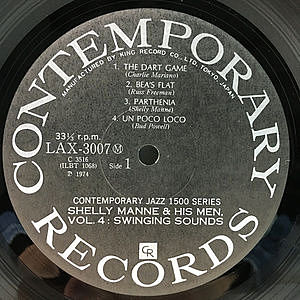 CONTEMPORARY
MANUFACTURED BY KING RECORD CO., LTD. TOKYO, JAPAN
1. THE DART GAME
(Charlie Mariano)
2. BEA'S FLAT
(Russ Freeman)
3. PARTHENIA
(Shelly Manne)
4. UN POCO LOCO
(Bud Powell)
33⅓ r.p.m.
LAX-3007 Ⓜ
C 3516
(ILBT 1068)
Side 1
℗ 1974
CONTEMPORARY JAZZ 1500 SERIES
SHELLY MANNE & HIS MEN,
VOL. 4 : SWINGING SOUNDS
CR
RECORDS